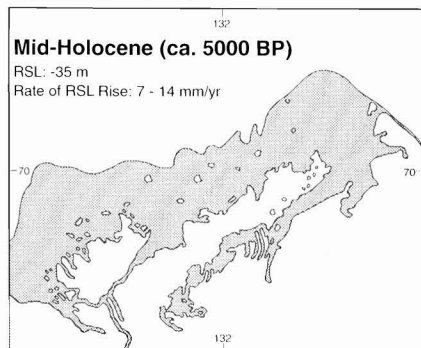 132
Mid-Holocene (ca. 5000 BP)
RSL: -35 m
Rate of RSL Rise: 7 - 14 mm/yr
70
70
132